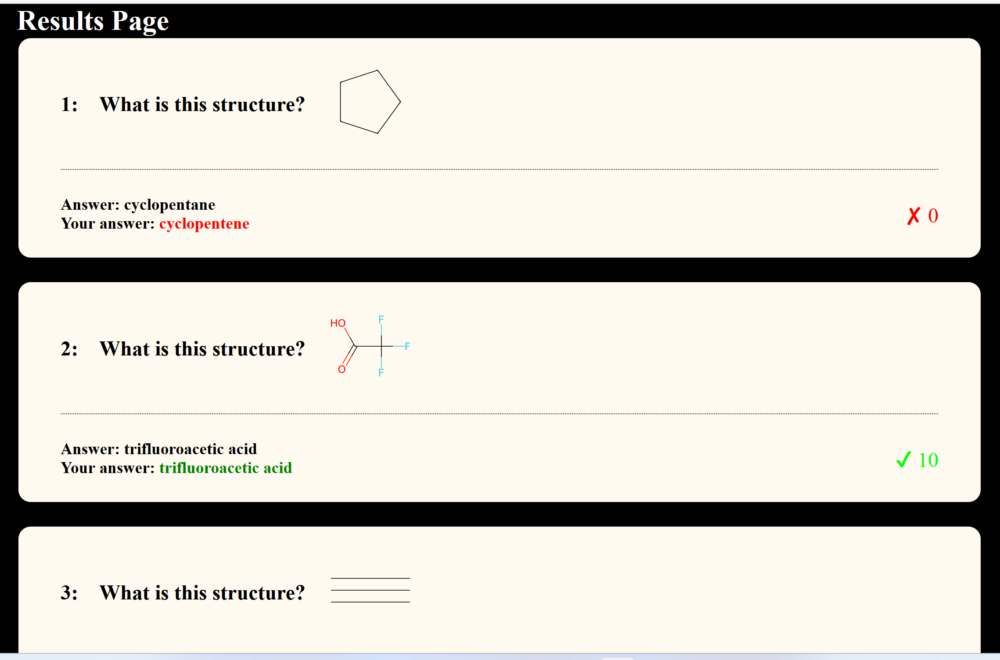 Results Page
1: What is this structure?
Answer: cyclopentane
Your answer: cyclopentene
✗ 0
2: What is this structure?
HO
F
F
O
F
Answer: trifluoroacetic acid
Your answer: trifluoroacetic acid
✓ 10
3: What is this structure?